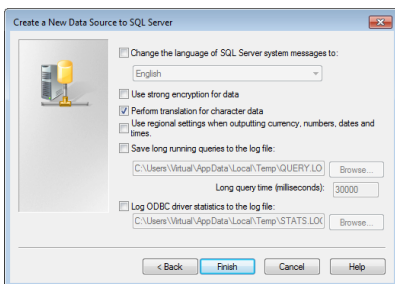 Create a New Data Source to SQL Server
Change the language of SQL Server system messages to:
English
Use strong encryption for data
Perform translation for character data
Use regional settings when outputting currency, numbers, dates and
times.
Save long running queries to the log file:
C:\Users\Virtual\AppData\Local\Temp\QUERY.LO
Browse...
Long query time (milliseconds):
30000
Log ODBC driver statistics to the log file:
C:\Users\Virtual\AppData\Local\Temp\STATS.LOG
Browse...
< Back
Finish
Cancel
Help